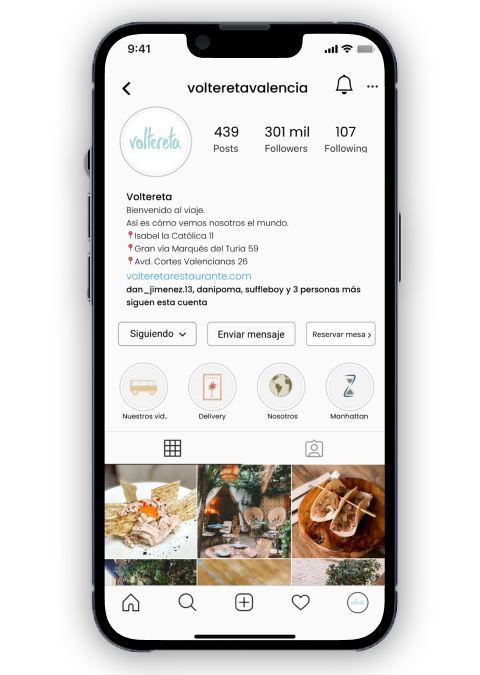 9:41
volteretavalencia
voltereta
439
301 mil
107
Posts
Followers
Following
Voltereta
Bienvenido al viaje.
Así es cómo vemos nosotros el mundo.
Isabel la Católica 11
Gran vía Marqués del Turia 59
Avd. Cortes Valencianas 26
volteretarestaurante.com
dan_jimenez.13, danipoma, suffleboy y 3 personas más
siguen esta cuenta
Siguiendo
Enviar mensaje
Reservar mesa >
Nuestros vid..
Delivery
Nosotros
Manhattan
voltereta